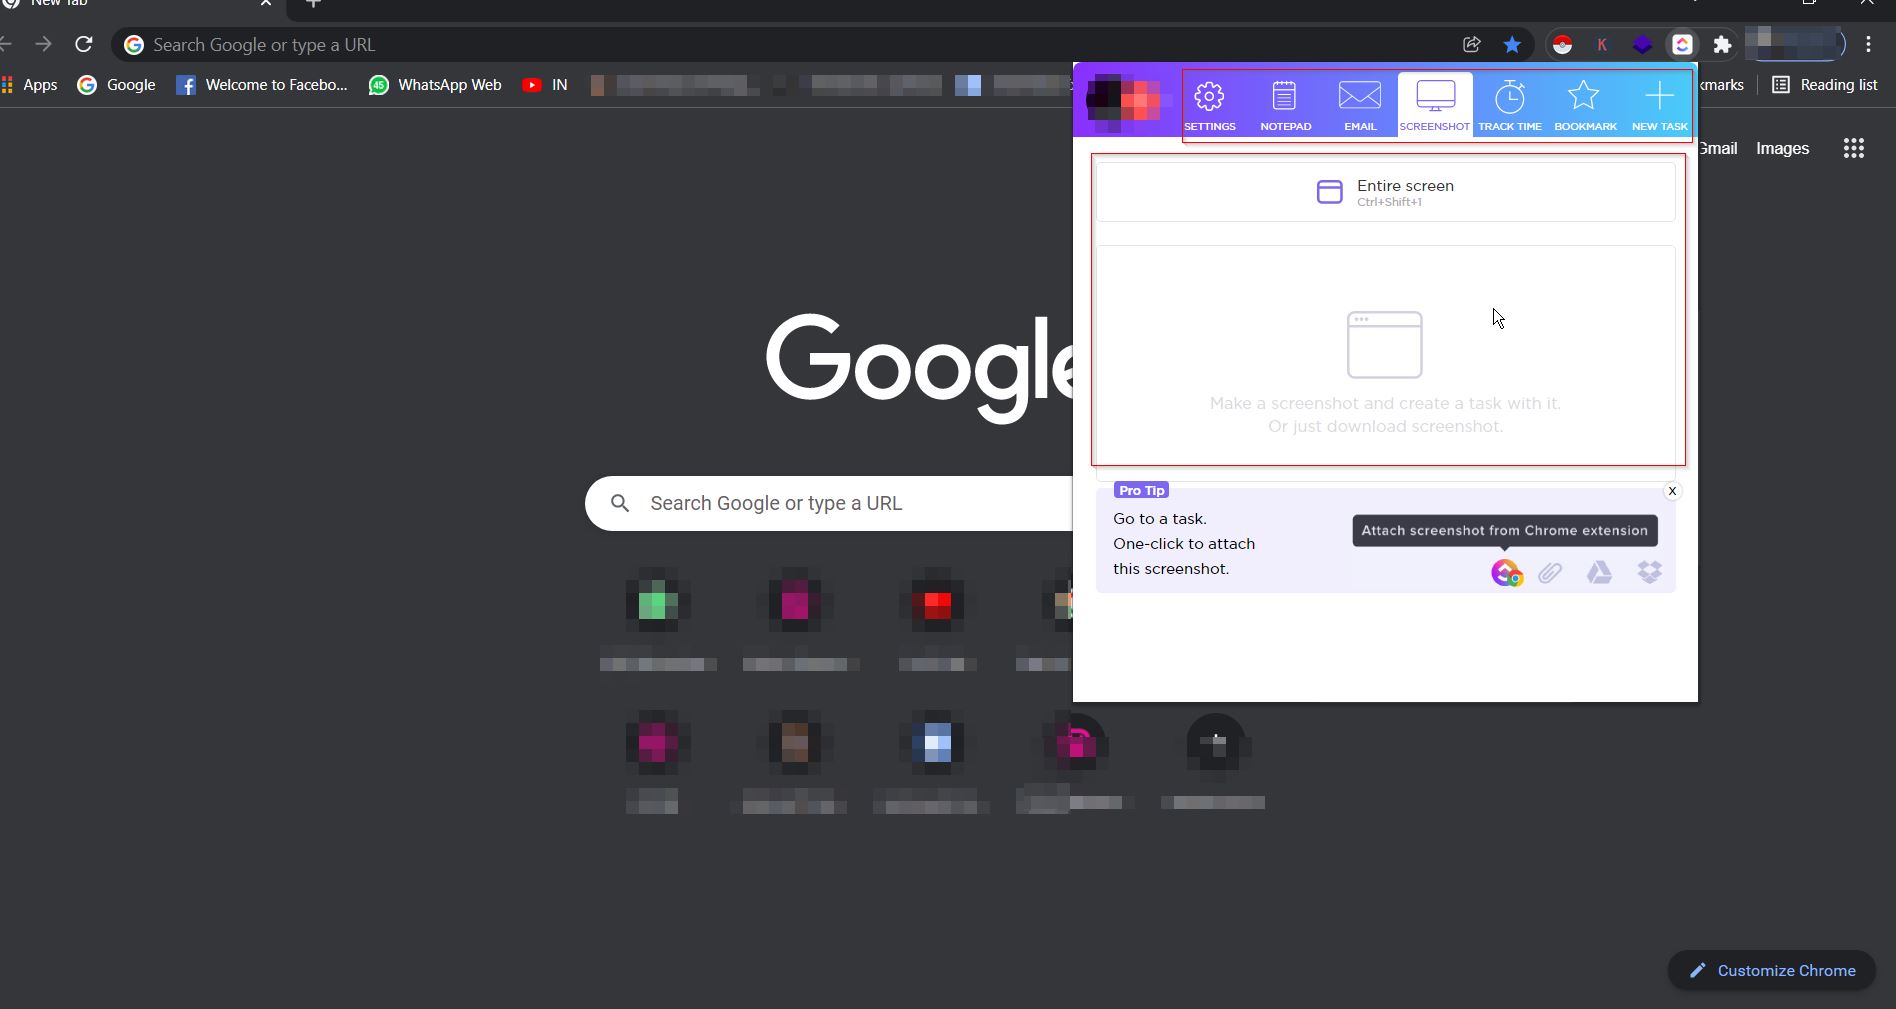 New Tab
Search Google or type a URL
K
Apps
Google
Welcome to Facebo...
45
WhatsApp Web
IN
Reading list
SETTINGS
NOTEPAD
EMAIL
SCREENSHOT
TRACK TIME
BOOKMARK
NEW TASK
Gmail
Images
Entire screen
Ctrl+Shift+1
Make a screenshot and create a task with it.
Or just download screenshot.
Google
Search Google or type a URL
Pro Tip
X
Go to a task.
One-click to attach
this screenshot.
Attach screenshot from Chrome extension
Customize Chrome